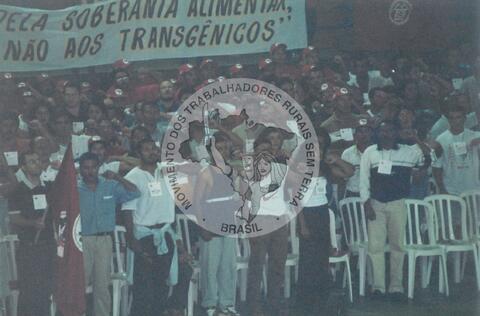 PELA SOBERANIA ALIMENTAR,
NÃO AOS TRANSGÊNICOS"
MOVIMENTO DOS TRABALHADORES RURAIS SEM TERRA
BRASIL